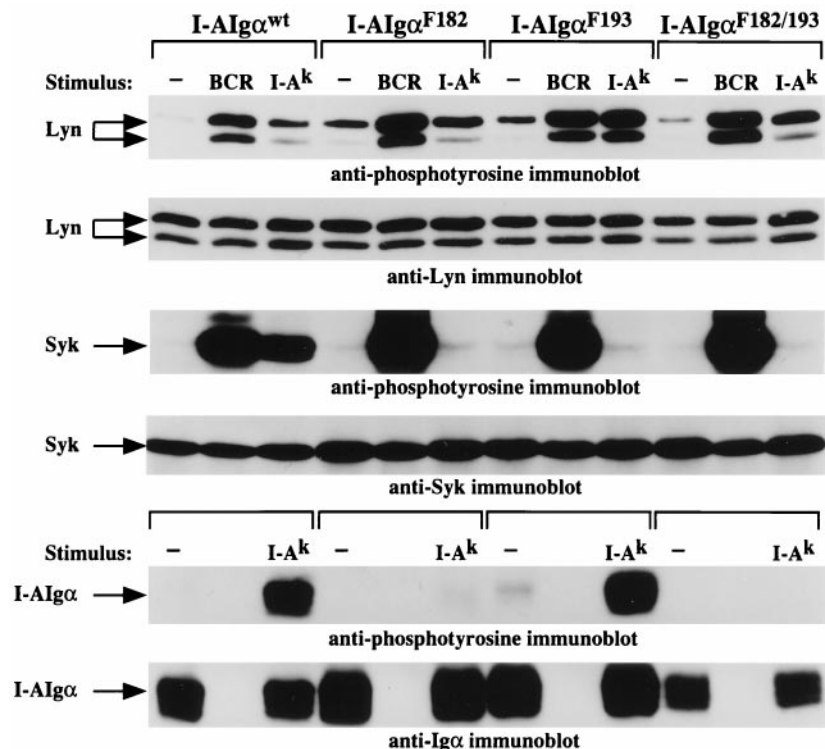 I-AIgα^wt I-AIgα^F182 I-AIgα^F193 I-AIgα^F182/193
Stimulus: – BCR I-A^k – BCR I-A^k – BCR I-A^k – BCR I-A^k
Lyn
anti-phosphotyrosine immunoblot
Lyn
anti-Lyn immunoblot
Syk
anti-phosphotyrosine immunoblot
Syk
anti-Syk immunoblot
Stimulus: – I-A^k – I-A^k – I-A^k – I-A^k
I-AIgα
anti-phosphotyrosine immunoblot
I-AIgα
anti-Igα immunoblot